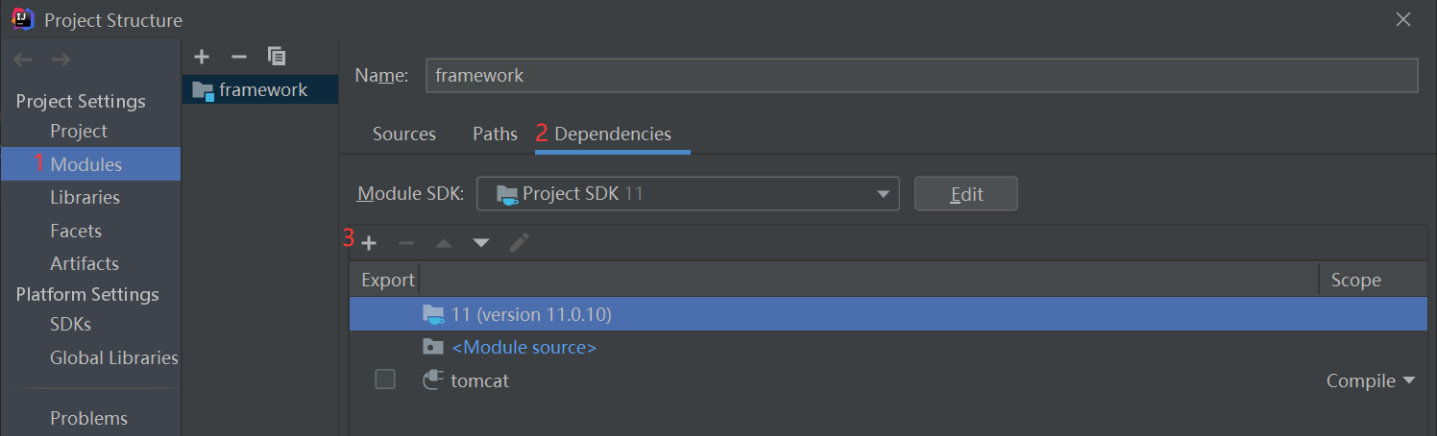 Project Structure
Project Settings
Project
1 Modules
Libraries
Facets
Artifacts
Platform Settings
SDKs
Global Libraries
Problems
framework
Name: framework
Sources Paths 2 Dependencies
Module SDK: Project SDK 11 Edit
3
Export Scope
11 (version 11.0.10)
<Module source>
tomcat Compile